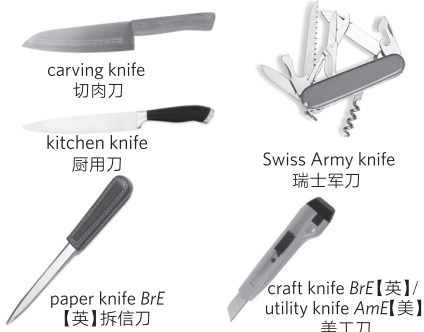 carving knife
切肉刀
kitchen knife
厨用刀
Swiss Army knife
瑞士军刀
paper knife BrE
【英】拆信刀
craft knife BrE【英】/
utility knife AmE【美】
美工刀